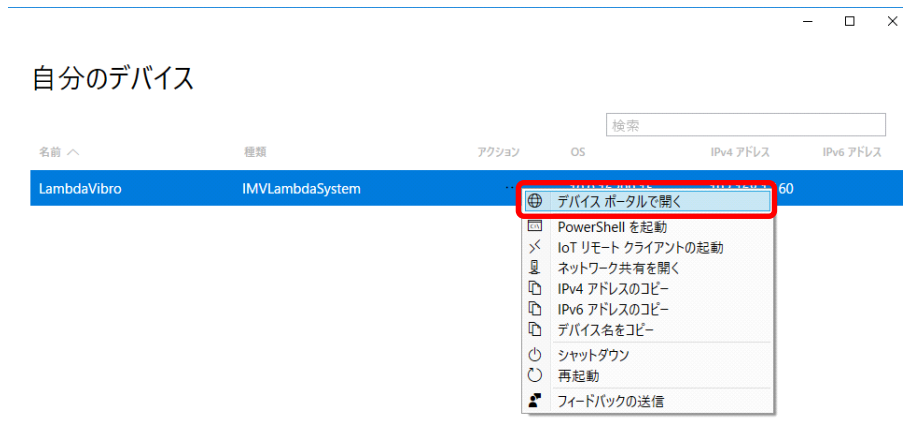 自分のデバイス
検索
名前 種類 アクション OS IPv4 アドレス IPv6 アドレス
LambdaVibro IMVLambdaSystem ... 60
デバイス ポータルで開く
PowerShell を起動
IoT リモート クライアントの起動
ネットワーク共有を開く
IPv4 アドレスのコピー
IPv6 アドレスのコピー
デバイス名をコピー
シャットダウン
再起動
フィードバックの送信